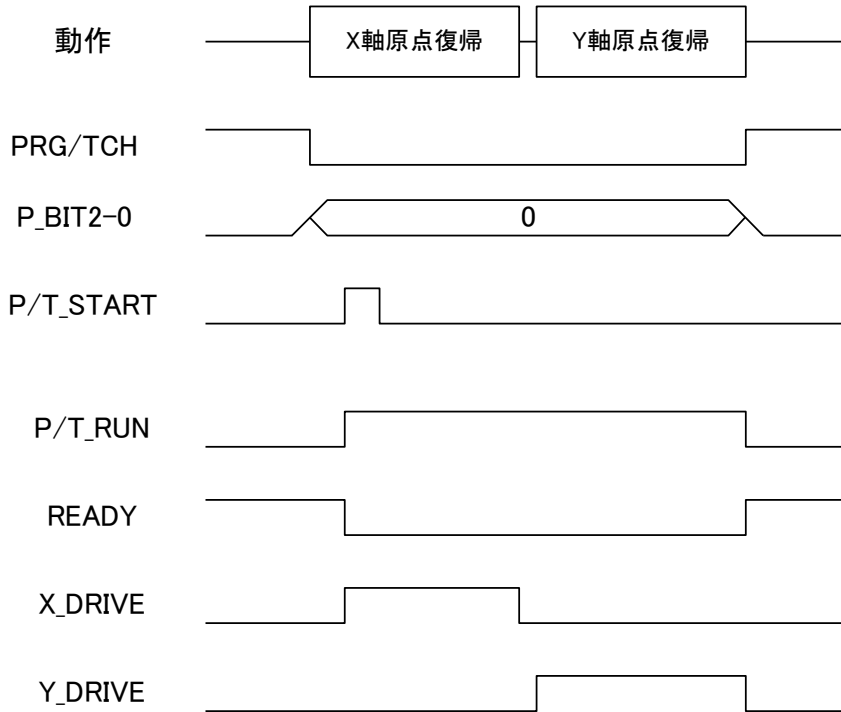 動作
X軸原点復帰
Y軸原点復帰
PRG/TCH
P_BIT2-0
0
P/T_START
P/T_RUN
READY
X_DRIVE
Y_DRIVE